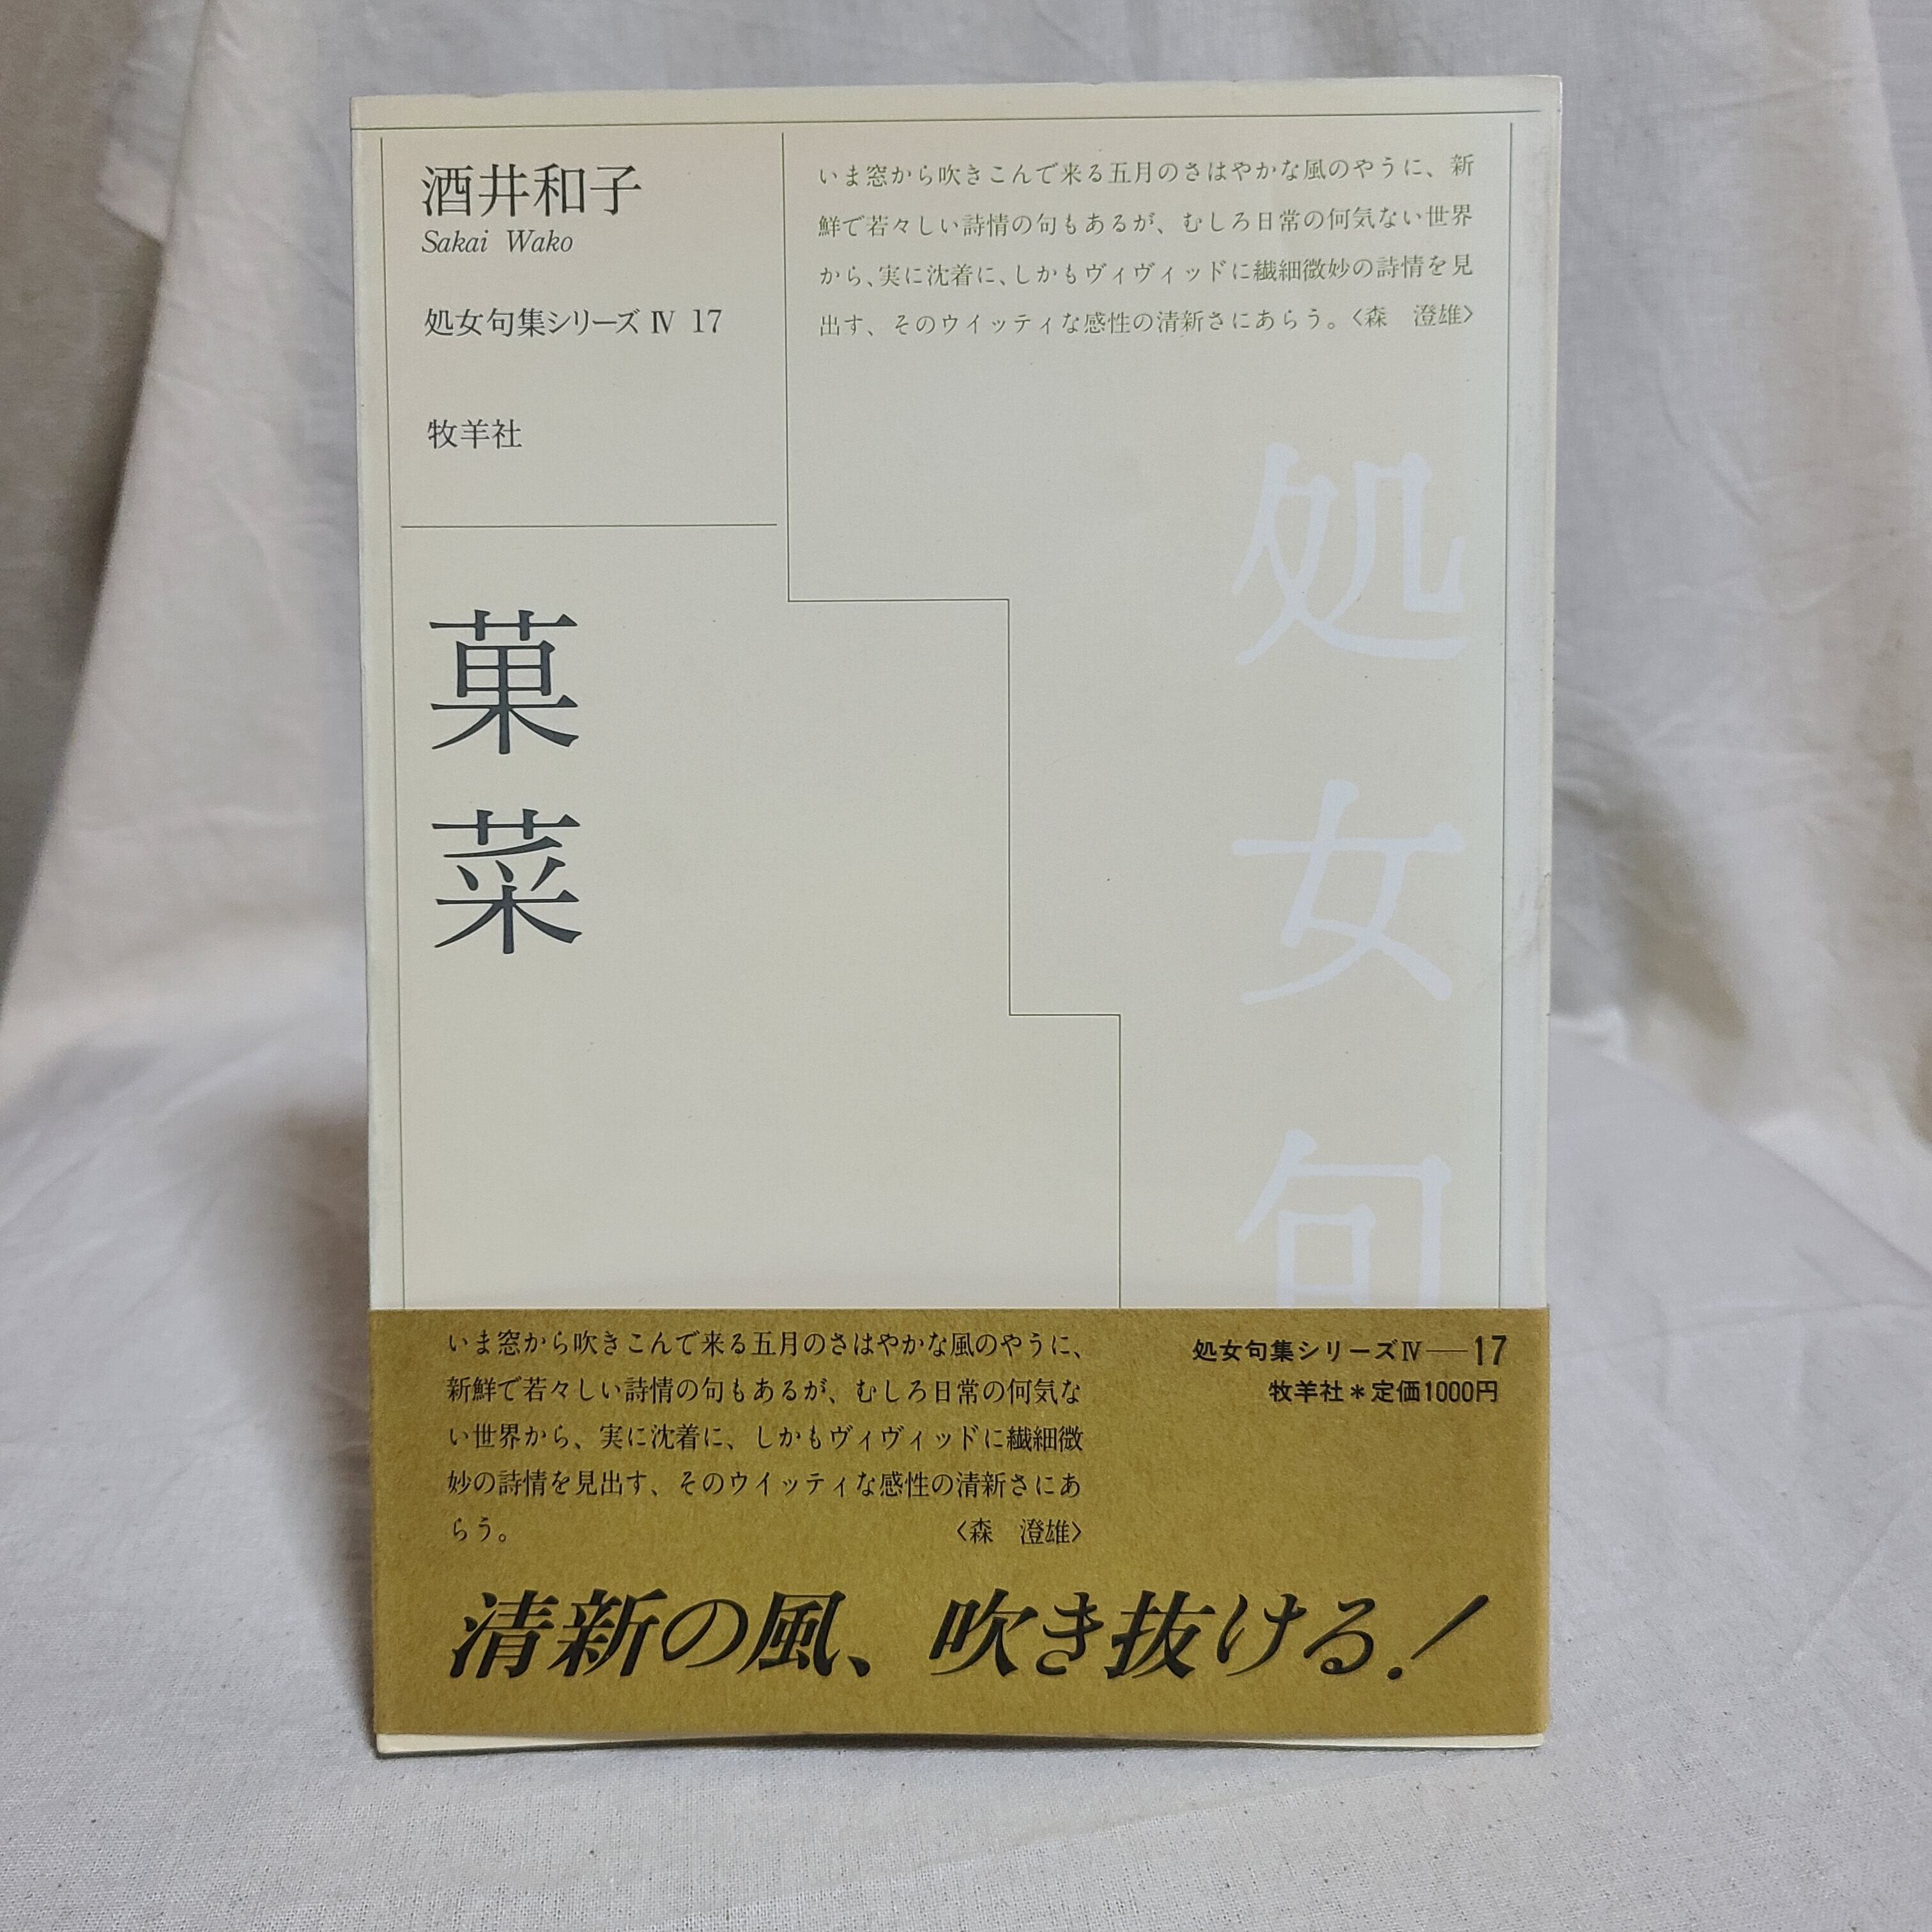 酒井和子
Sakai Wako
処女句集シリーズ Ⅳ 17
牧羊社
いま窓から吹きこんで来る五月のさはやかな風のやうに、新
鮮で若々しい詩情の句もあるが、むしろ日常の何気ない世界
から、実に沈着に、しかもヴィヴィッドに繊細微妙の詩情を見
出す、そのウイッティな感性の清新さにあらう。〈森　澄雄〉
菓菜
処女句
いま窓から吹きこんで来る五月のさはやかな風のやうに、
新鮮で若々しい詩情の句もあるが、むしろ日常の何気な
い世界から、実に沈着に、しかもヴィヴィッドに繊細微
妙の詩情を見出す、そのウイッティな感性の清新さにあ
らう。　〈森　澄雄〉
処女句集シリーズⅣ──17
牧羊社＊定価1000円
清新の風、吹き抜ける！